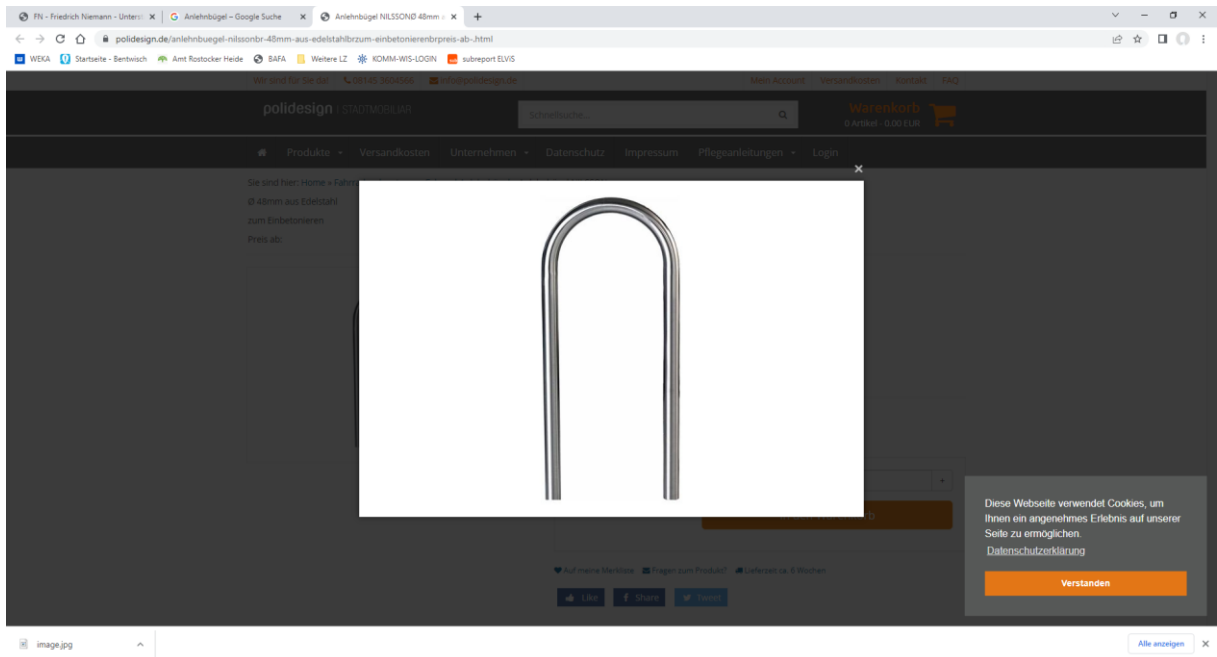 FN - Friedrich Niemann - Unters
Anlehnbügel – Google Suche
Anlehnbügel NILSSONØ 48mm
polidesign.de/anlehnbuegel-nilssonbr-48mm-aus-edelstahlbrzum-einbetonierenbrpreis-ab-.html
WEKA Startseite - Bentwisch Amt Rostocker Heide BAFA Weitere LZ KOMM-WIS-LOGIN subreport ELViS
Wir sind für Sie da! 08145 3604566 info@polidesign.de Mein Account Versandkosten Kontakt FAQ
polidesign | STADTMOBILIAR
Schnellsuche...
Warenkorb
0 Artikel - 0,00 EUR
Produkte Versandkosten Unternehmen Datenschutz Impressum Pflegeanleitungen Login
Sie sind hier: Home »
Ø 48mm aus Edelstahl
zum Einbetonieren
Preis ab:
Auf meine Merkliste Fragen zum Produkt? Lieferzeit ca. 6 Wochen
Like Share Tweet
Diese Webseite verwendet Cookies, um
Ihnen ein angenehmes Erlebnis auf unserer
Seite zu ermöglichen.
Datenschutzerklärung
Verstanden
image.jpg
Alle anzeigen